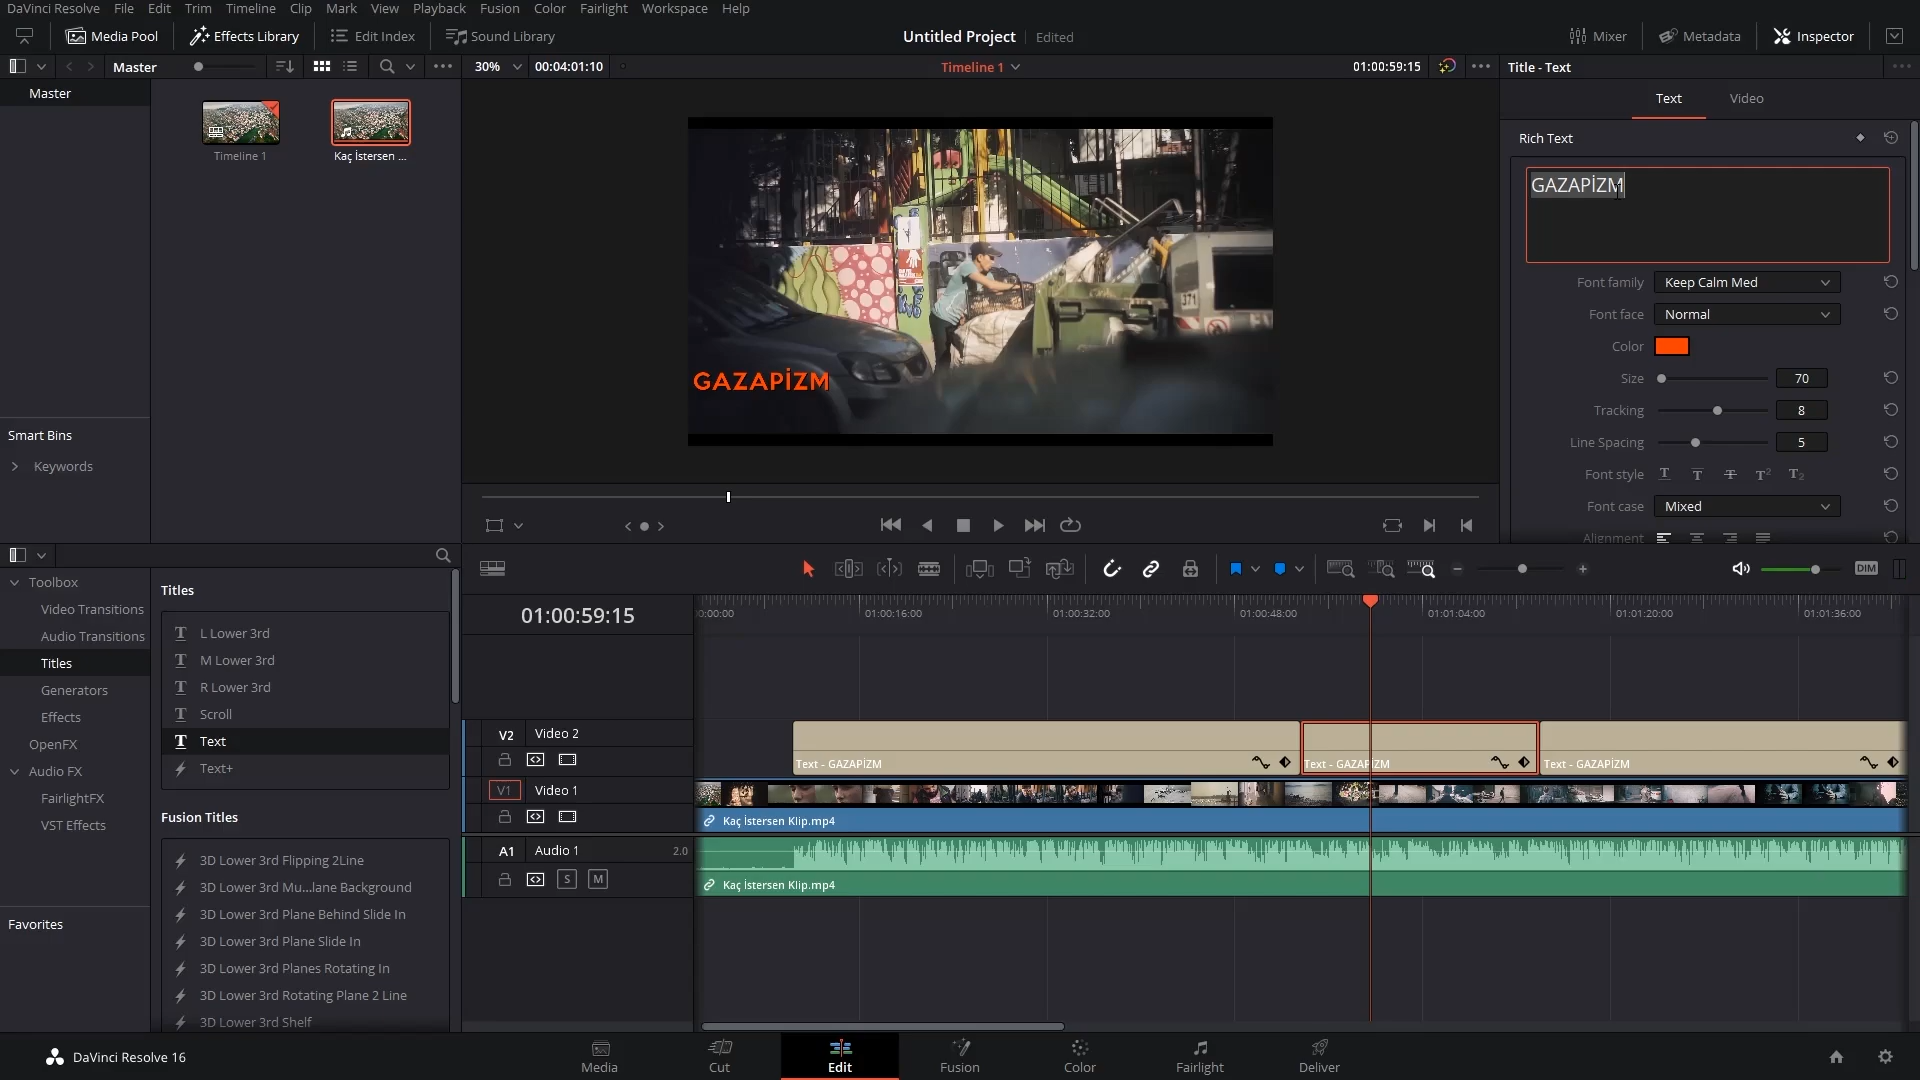 DaVinci Resolve File Edit Trim Timeline Clip Mark View Playback Fusion Color Fairlight Workspace Help
Media Pool Effects Library Edit Index Sound Library Untitled Project Edited Mixer Metadata Inspector
Master 30% 00:04:01:10 Timeline 1 01:00:59:15 Title - Text
Master
Timeline 1
Kaç İstersen ...
Smart Bins
Keywords
GAZAPİZM
371
Text Video
Rich Text
GAZAPİZM
Font family Keep Calm Med
Font face Normal
Color
Size 70
Tracking 8
Line Spacing 5
Font style T T T T2 T2
Font case Mixed
Alignment
Toolbox
Video Transitions
Audio Transitions
Titles
Generators
Effects
OpenFX
Audio FX
FairlightFX
VST Effects
Favorites
Titles
L Lower 3rd
M Lower 3rd
R Lower 3rd
Scroll
Text
Text+
Fusion Titles
3D Lower 3rd Flipping 2Line
3D Lower 3rd Mu...lane Background
3D Lower 3rd Plane Behind Slide In
3D Lower 3rd Plane Slide In
3D Lower 3rd Planes Rotating In
3D Lower 3rd Rotating Plane 2 Line
3D Lower 3rd Shelf
DIM
01:00:59:15
0:00:00 01:00:16:00 01:00:32:00 01:00:48:00 01:01:04:00 01:01:20:00 01:01:36:00
V2 Video 2
Text - GAZAPİZM Text - GAZAPİZM Text - GAZAPİZM
V1 Video 1
Kaç İstersen Klip.mp4
A1 Audio 1 2.0
S M
Kaç İstersen Klip.mp4
DaVinci Resolve 16
Media Cut Edit Fusion Color Fairlight Deliver